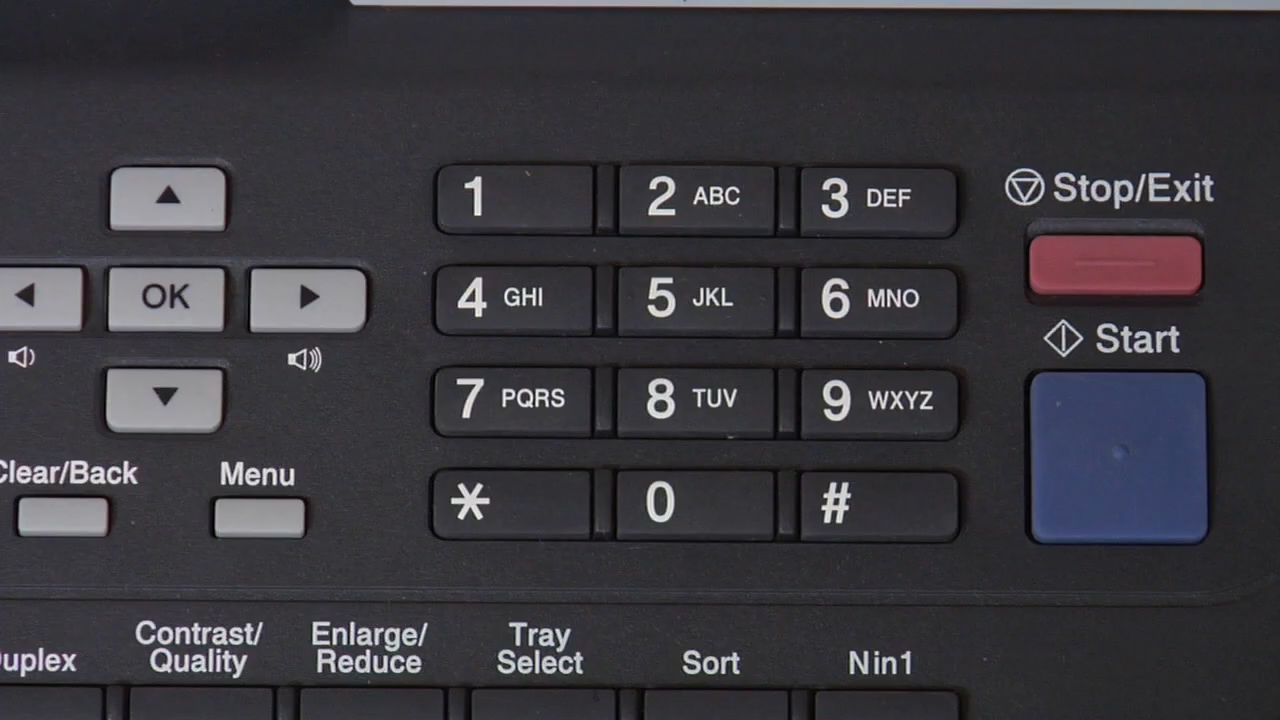 1
2 ABC
3 DEF
Stop/Exit
OK
4 GHI
5 JKL
6 MNO
Start
7 PQRS
8 TUV
9 WXYZ
Clear/Back
Menu
*
0
#
Contrast/
Quality
Enlarge/
Reduce
Tray
Select
Sort
Nin1